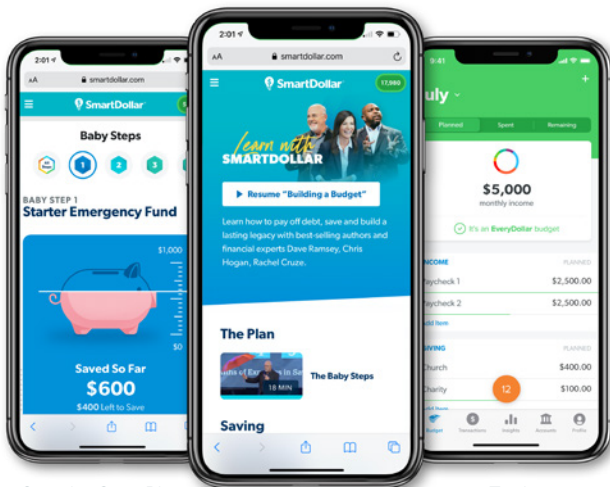 2:01
AA smartdollar.com
SmartDollar
Baby Steps
1
2
3
BABY STEP 1
Starter Emergency Fund
$1,000
$0
Saved So Far
$600
$400 Left to Save
2:01
AA smartdollar.com
SmartDollar
17,980
Learn with
SMARTDOLLAR
Resume "Building a Budget"
Learn how to pay off debt, save and build a
lasting legacy with best-selling authors and
financial experts Dave Ramsey, Chris
Hogan, Rachel Cruze.
The Plan
18 MIN
The Baby Steps
Saving
9:41
uly
Planned Spent Remaining
$5,000
monthly income
It's an EveryDollar budget
INCOME PLANNED
Paycheck 1 $2,500.00
Paycheck 2 $2,500.00
Add Item
GIVING PLANNED
Church $400.00
Charity $100.00
12
Budget Transactions Insights Accounts Profile